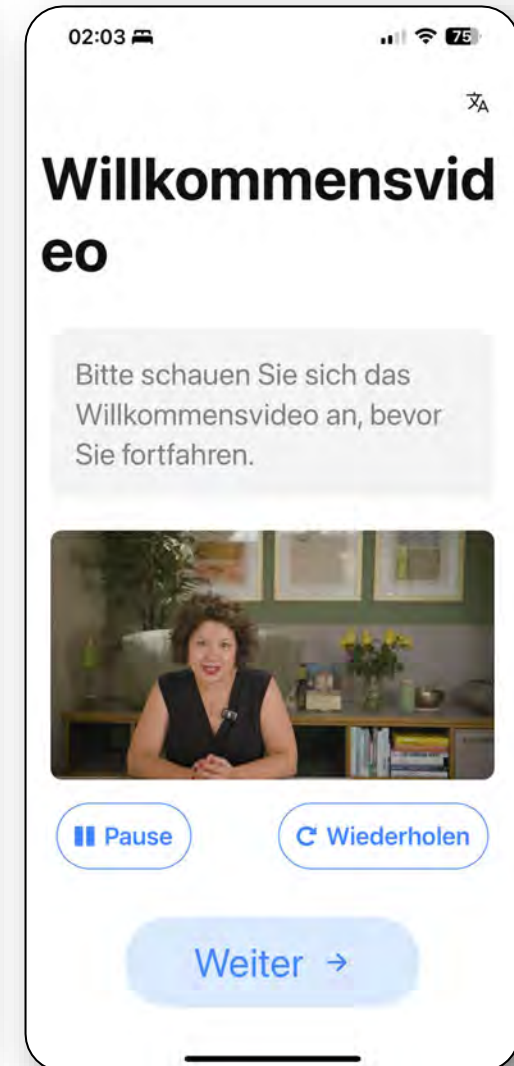 02:03
75
Willkommensvid
eo
Bitte schauen Sie sich das
Willkommensvideo an, bevor
Sie fortfahren.
Pause
Wiederholen
Weiter →